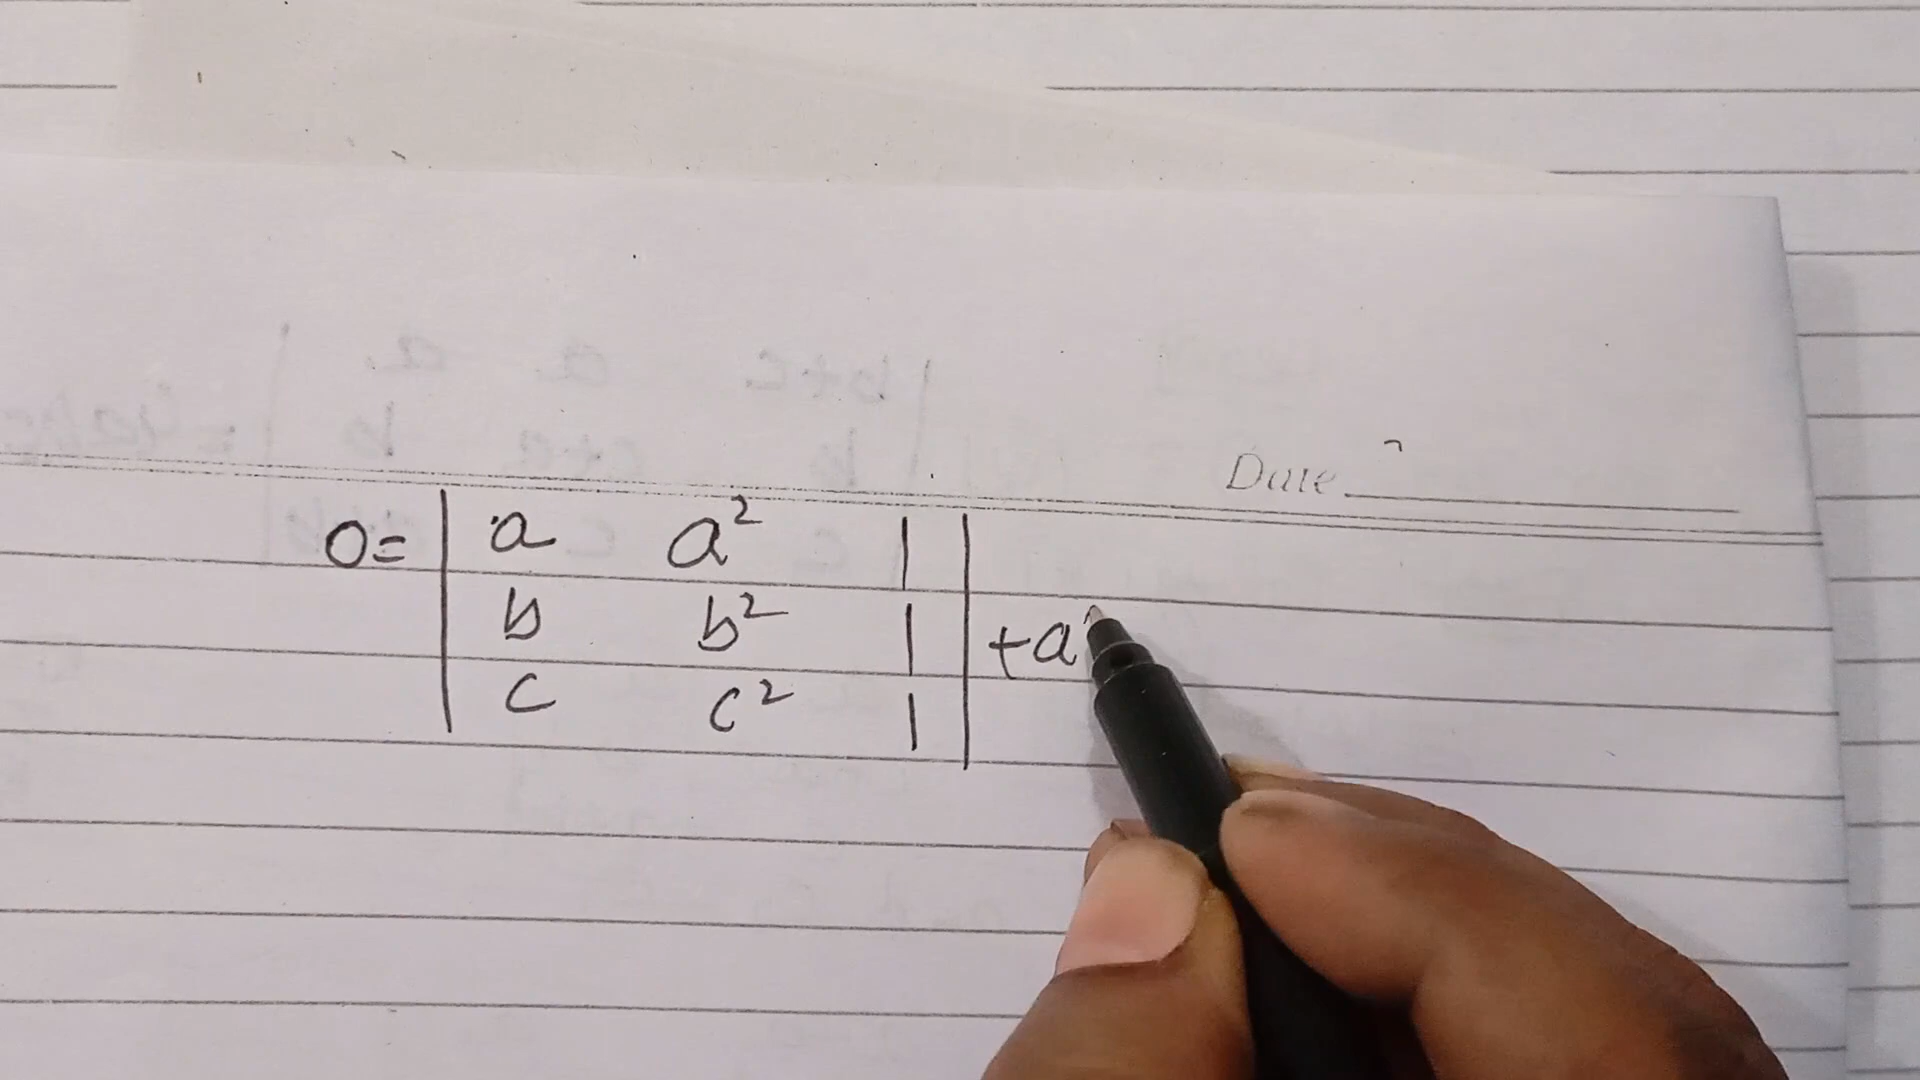 Date
0= | a a² 1 |
| b b² 1 | +a
| c c² 1 |